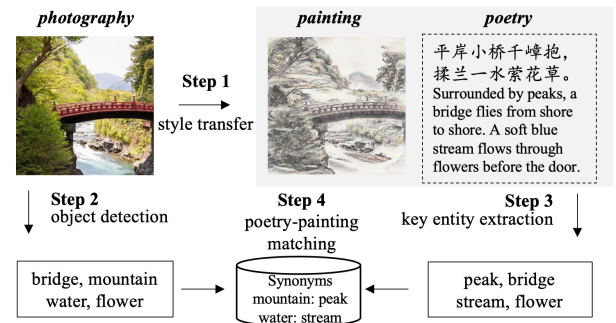 photography
painting
poetry
Step 1
style transfer
平岸小桥千嶂抱，
揉兰一水萦花草。
Surrounded by peaks, a
bridge flies from shore
to shore. A soft blue
stream flows through
flowers before the door.
Step 2
object detection
Step 4
poetry-painting
matching
Step 3
key entity extraction
bridge, mountain
water, flower
Synonyms
mountain: peak
water: stream
peak, bridge
stream, flower